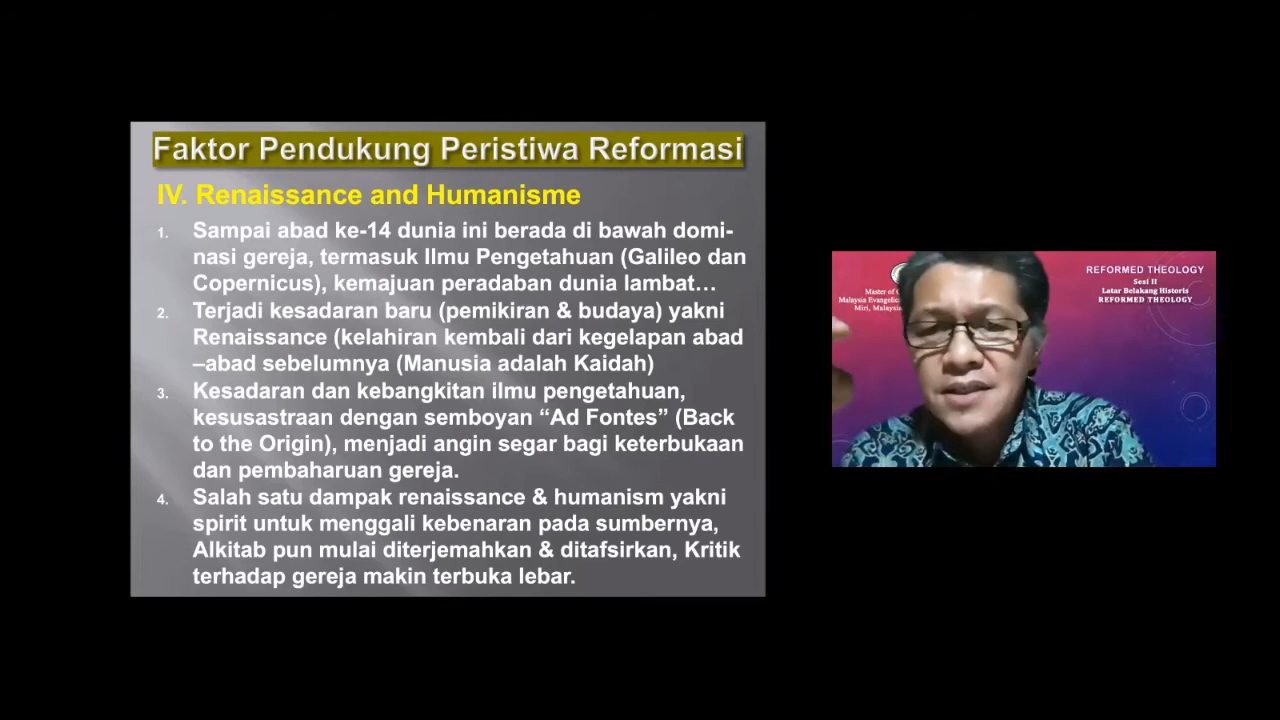 Faktor Pendukung Peristiwa Reformasi
IV. Renaissance and Humanisme
1. Sampai abad ke-14 dunia ini berada di bawah domi-
nasi gereja, termasuk Ilmu Pengetahuan (Galileo dan
Copernicus), kemajuan peradaban dunia lambat…
2. Terjadi kesadaran baru (pemikiran & budaya) yakni
Renaissance (kelahiran kembali dari kegelapan abad
–abad sebelumnya (Manusia adalah Kaidah)
3. Kesadaran dan kebangkitan ilmu pengetahuan,
kesusastraan dengan semboyan “Ad Fontes” (Back
to the Origin), menjadi angin segar bagi keterbukaan
dan pembaharuan gereja.
4. Salah satu dampak renaissance & humanism yakni
spirit untuk menggali kebenaran pada sumbernya,
Alkitab pun mulai diterjemahkan & ditafsirkan, Kritik
terhadap gereja makin terbuka lebar.
Master of
Malaysia Evangelic
Miri, Malaysia
REFORMED THEOLOGY
Sesi II
Latar Belakang Historis
REFORMED THEOLOGY